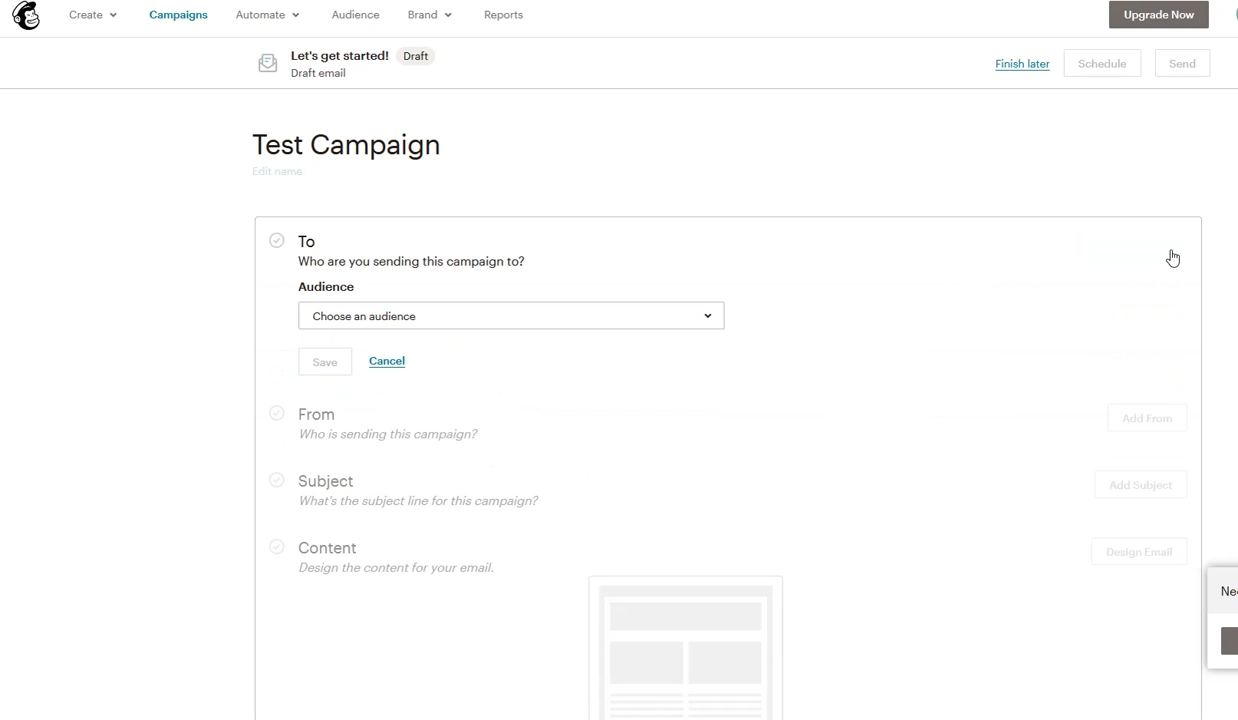 Create
Campaigns
Automate
Audience
Brand
Reports
Upgrade Now
Let's get started!
Draft
Draft email
Finish later
Schedule
Send
Test Campaign
Edit name
To
Who are you sending this campaign to?
Audience
Choose an audience
Save
Cancel
From
Who is sending this campaign?
Add From
Subject
What's the subject line for this campaign?
Add Subject
Content
Design the content for your email.
Design Email